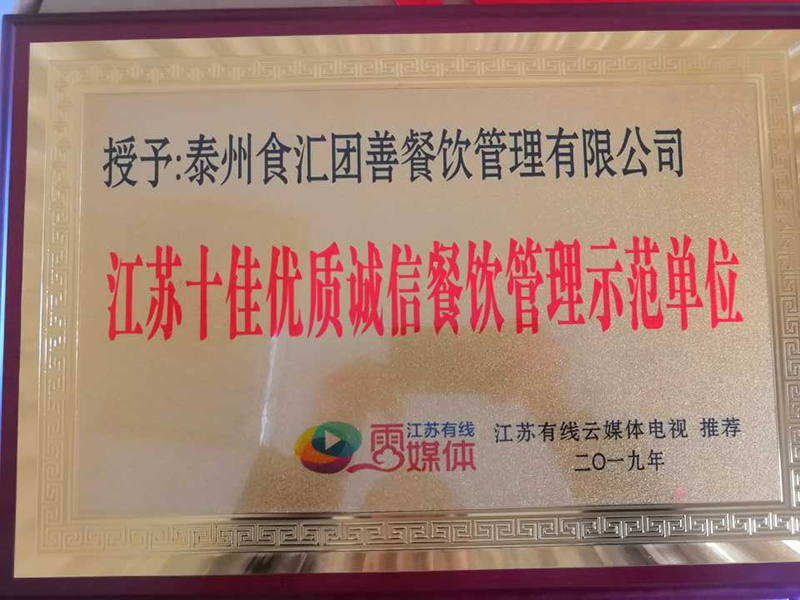 授予:泰州食汇团善餐饮管理有限公司
江苏十佳优质诚信餐饮管理示范单位
江苏有线
云媒体
江苏有线云媒体电视 推荐
二〇一九年